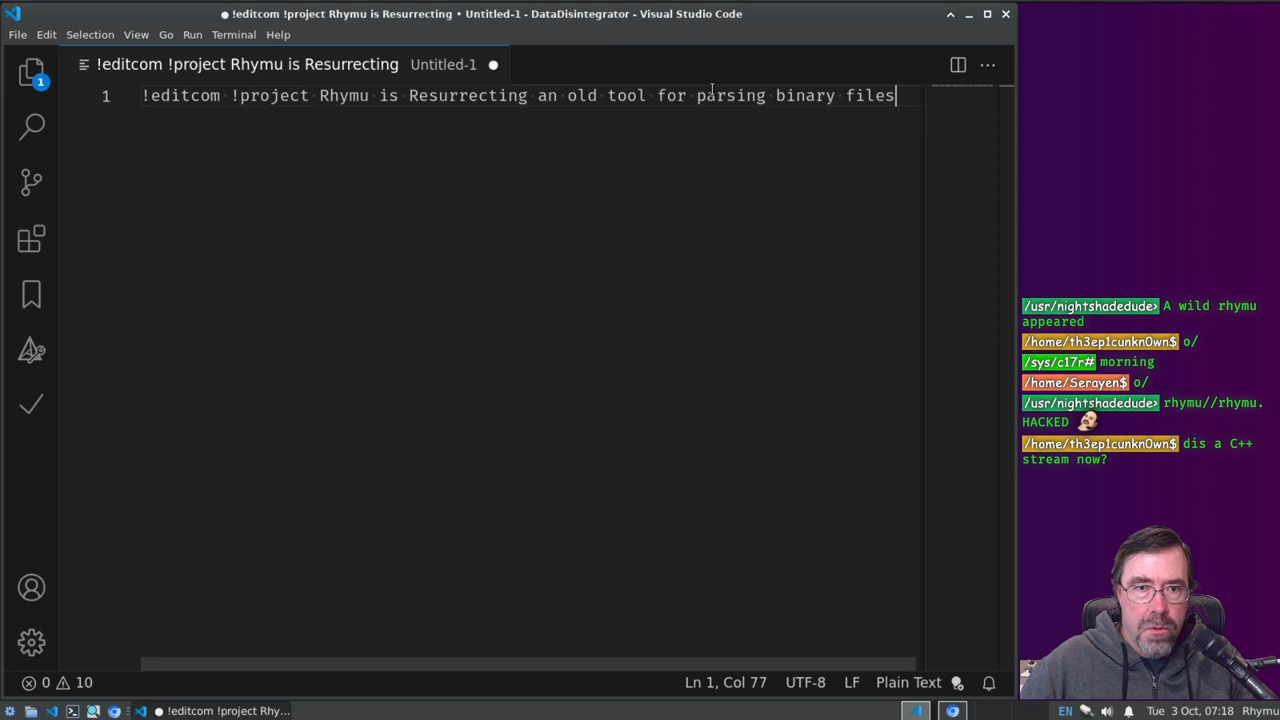 ● !editcom !project Rhymu is Resurrecting • Untitled-1 - DataDisintegrator - Visual Studio Code
File Edit Selection View Go Run Terminal Help
!editcom !project Rhymu is Resurrecting Untitled-1 ●
1
1 !editcom !project Rhymu is Resurrecting an old tool for parsing binary files
/usr/nightshadedude> A wild rhymu
appeared
/home/th3ep1cunkn0wn$ o/
/sys/c17r# morning
/home/Serayen$ o/
/usr/nightshadedude> rhymu//rhymu.
HACKED
/home/th3ep1cunkn0wn$ dis a C++
stream now?
0 10 Ln 1, Col 77 UTF-8 LF Plain Text
!editcom !project Rhy... EN Tue 3 Oct, 07:18 Rhymu